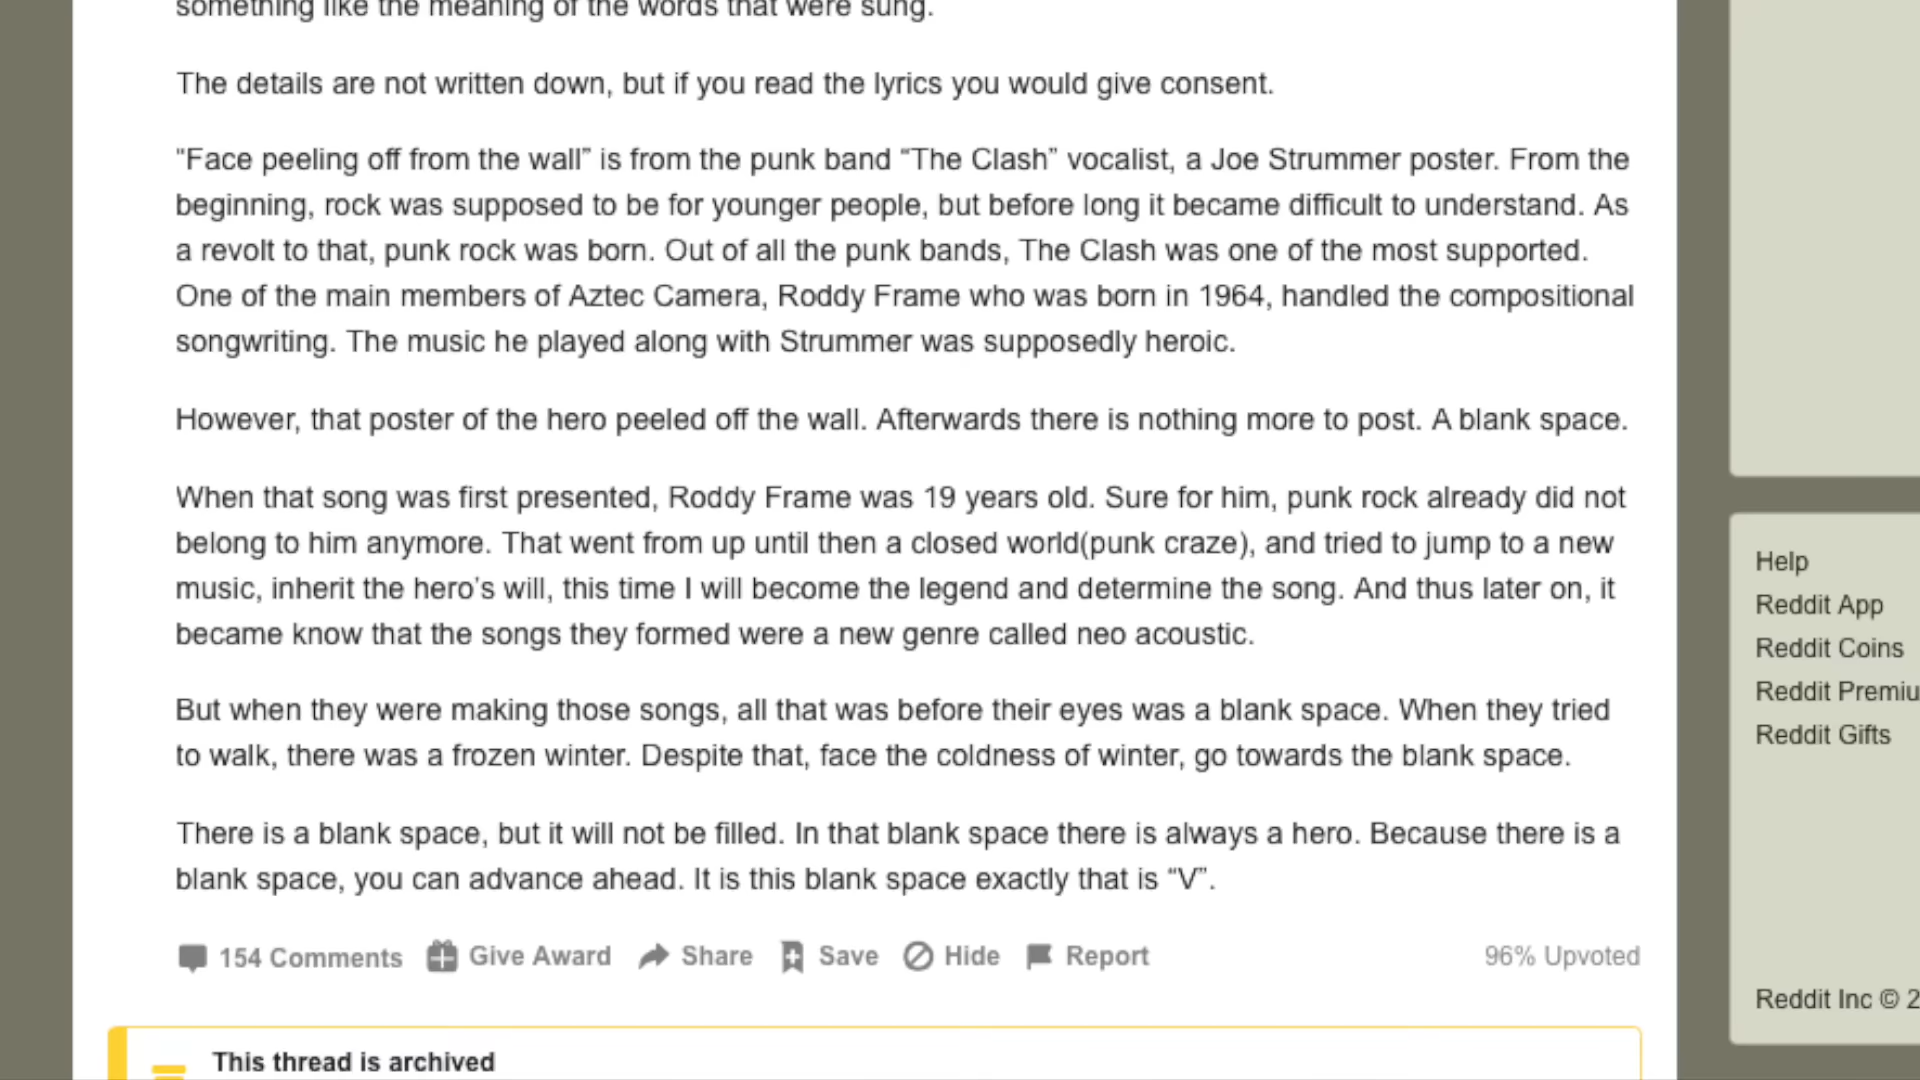 something like the meaning of the words that were sung.
The details are not written down, but if you read the lyrics you would give consent.
“Face peeling off from the wall” is from the punk band “The Clash” vocalist, a Joe Strummer poster. From the
beginning, rock was supposed to be for younger people, but before long it became difficult to understand. As
a revolt to that, punk rock was born. Out of all the punk bands, The Clash was one of the most supported.
One of the main members of Aztec Camera, Roddy Frame who was born in 1964, handled the compositional
songwriting. The music he played along with Strummer was supposedly heroic.
However, that poster of the hero peeled off the wall. Afterwards there is nothing more to post. A blank space.
When that song was first presented, Roddy Frame was 19 years old. Sure for him, punk rock already did not
belong to him anymore. That went from up until then a closed world(punk craze), and tried to jump to a new
music, inherit the hero’s will, this time I will become the legend and determine the song. And thus later on, it
became know that the songs they formed were a new genre called neo acoustic.
But when they were making those songs, all that was before their eyes was a blank space. When they tried
to walk, there was a frozen winter. Despite that, face the coldness of winter, go towards the blank space.
There is a blank space, but it will not be filled. In that blank space there is always a hero. Because there is a
blank space, you can advance ahead. It is this blank space exactly that is “V”.
154 Comments Give Award Share Save Hide Report 96% Upvoted
This thread is archived
Help
Reddit App
Reddit Coins
Reddit Premiu
Reddit Gifts
Reddit Inc © 2